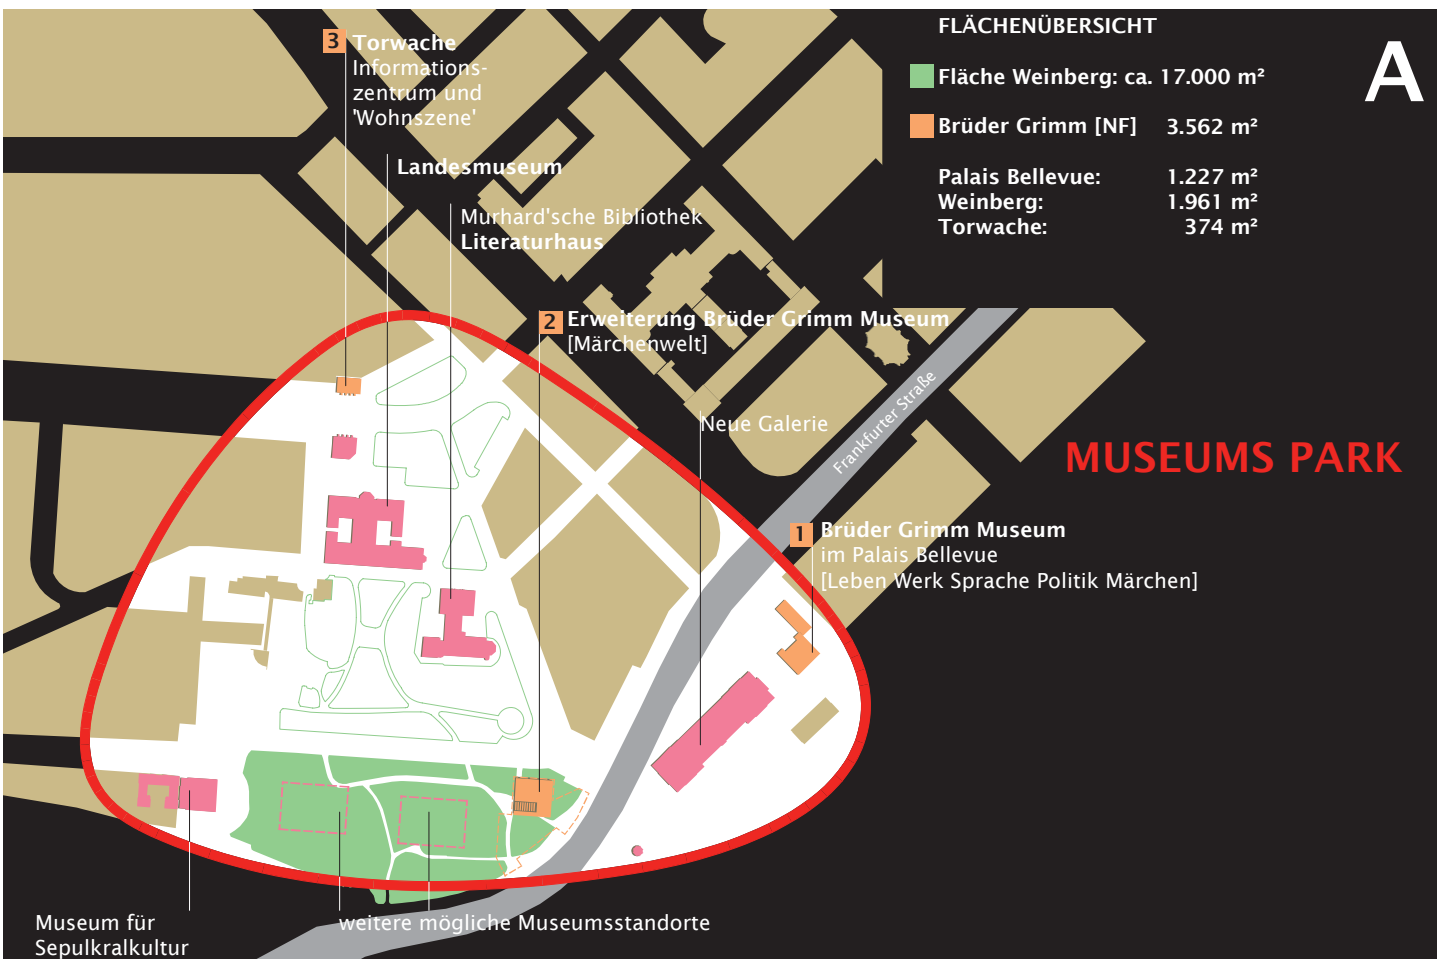 FLÄCHENÜBERSICHT
A
Fläche Weinberg: ca. 17.000 m²
Brüder Grimm [NF] 3.562 m²
Palais Bellevue: 1.227 m²
Weinberg: 1.961 m²
Torwache: 374 m²
3 Torwache
Informations-
zentrum und
'Wohnszene'
Landesmuseum
Murhard'sche Bibliothek
Literaturhaus
2 Erweiterung Brüder Grimm Museum
[Märchenwelt]
Neue Galerie
Frankfurter Straße
MUSEUMS PARK
1 Brüder Grimm Museum
im Palais Bellevue
[Leben Werk Sprache Politik Märchen]
Museum für
Sepulkralkultur
weitere mögliche Museumsstandorte